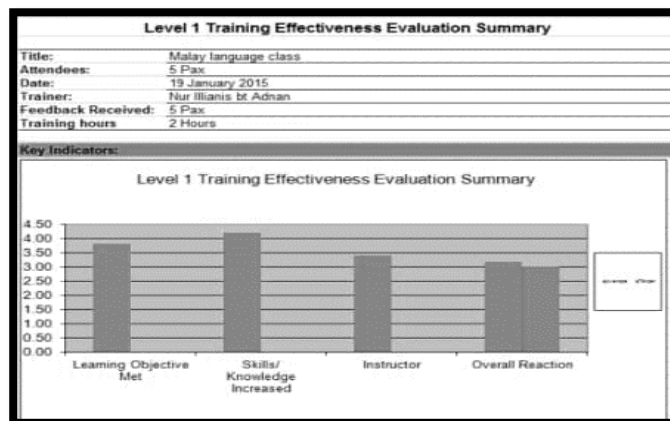 Level 1 Training Effectiveness Evaluation Summary
Title: Malay language class
Attendees: 5 Pax
Date: 19 January 2015
Trainer: Nur Illianis bt Adnan
Feedback Received: 5 Pax
Training hours 2 Hours
Key Indicators:
Level 1 Training Effectiveness Evaluation Summary
4.50
4.00
3.50
3.00
2.50
2.00
1.50
1.00
0.50
0.00
Learning Objective
Met
Skills/
Knowledge
Increased
Instructor
Overall Reaction